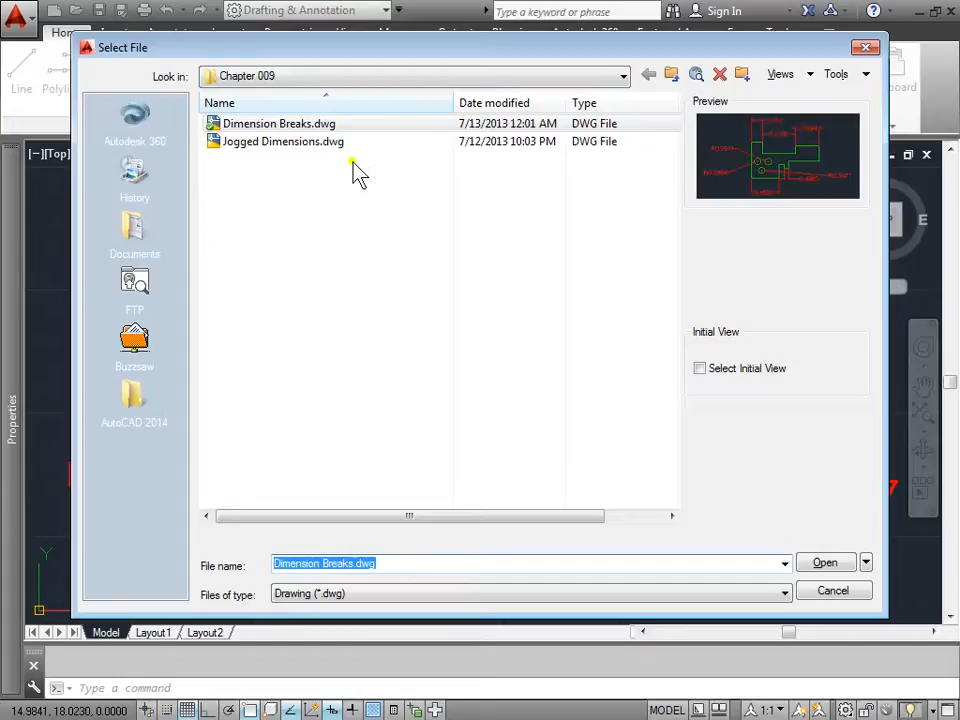 Drafting & Annotation
Type a keyword or phrase
Sign In
Select File
Look in:
Chapter 009
Views
Tools
Name
Date modified
Type
Dimension Breaks.dwg
7/13/2013 12:01 AM
DWG File
Jogged Dimensions.dwg
7/12/2013 10:03 PM
DWG File
Preview
Autodesk 360
History
Documents
FTP
Buzzsaw
AutoCAD 2014
Initial View
Select Initial View
File name:
Dimension Breaks.dwg
Open
Files of type:
Drawing (*.dwg)
Cancel
Line
[−][Top]
E
Properties
Y
7
Model
Layout1
Layout2
Type a command
14.9841, 18.0230, 0.0000
MODEL
1:1